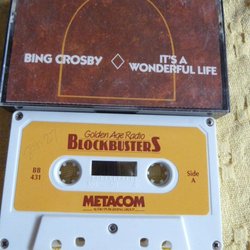 BING CROSBY ◇ IT'S A
WONDERFUL LIFE
Golden Age Radio
BLOCKBUSTERS
BB
431
Side
A
METACOM